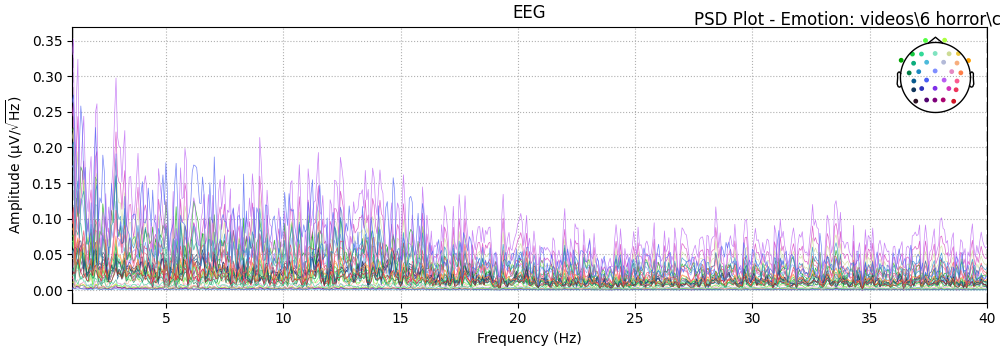 EEG
PSD Plot - Emotion: videos\6 horror\c
Amplitude (µV/√Hz)
0.35
0.30
0.25
0.20
0.15
0.10
0.05
0.00
5 10 15 20 25 30 35 40
Frequency (Hz)